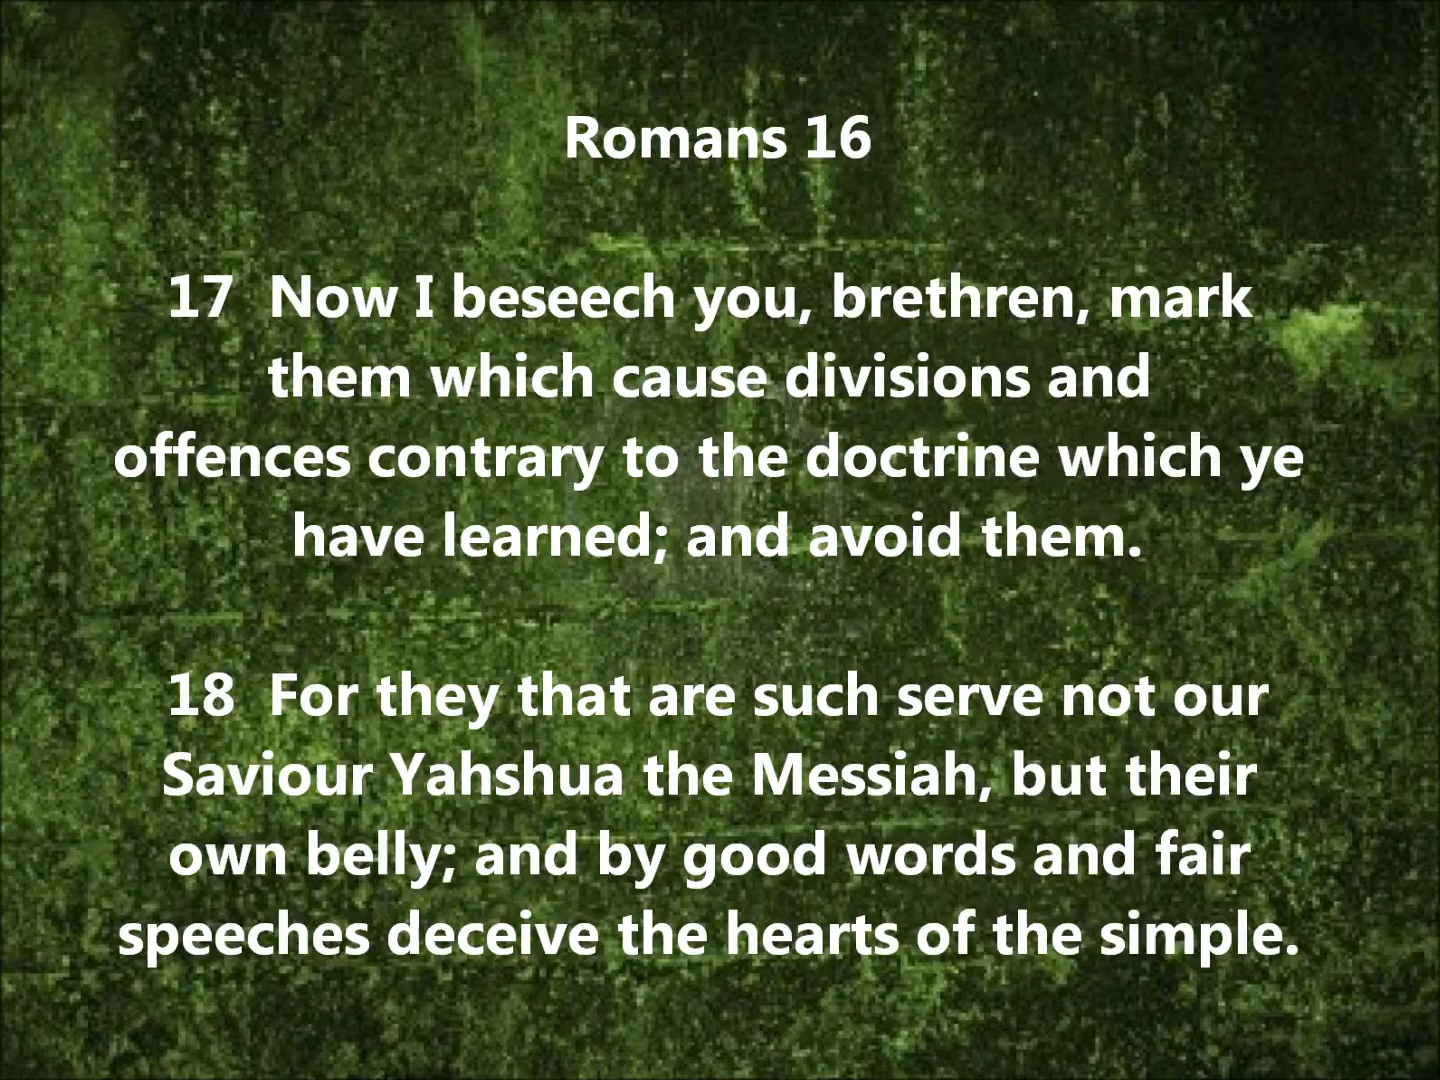 Romans 16
17 Now I beseech you, brethren, mark
them which cause divisions and
offences contrary to the doctrine which ye
have learned; and avoid them.
18 For they that are such serve not our
Saviour Yahshua the Messiah, but their
own belly; and by good words and fair
speeches deceive the hearts of the simple.